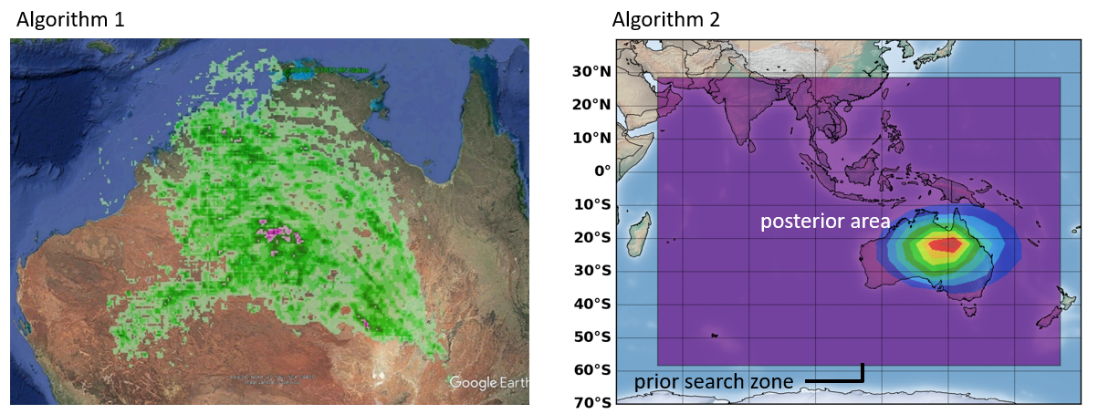 Algorithm 1
Algorithm 2
30°N
20°N
10°N
0°
10°S
20°S
30°S
40°S
50°S
60°S
70°S
posterior area
prior search zone
Google Earth